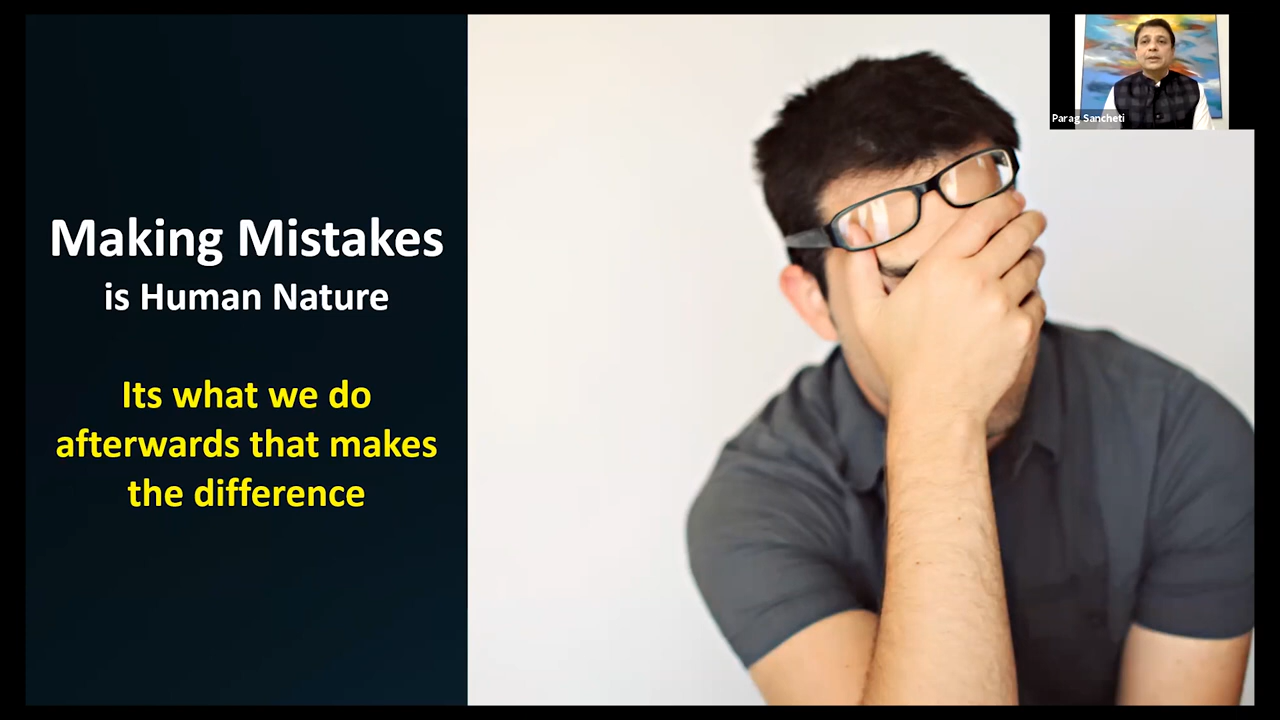 Making Mistakes
is Human Nature
Its what we do
afterwards that makes
the difference
Parag Sancheti